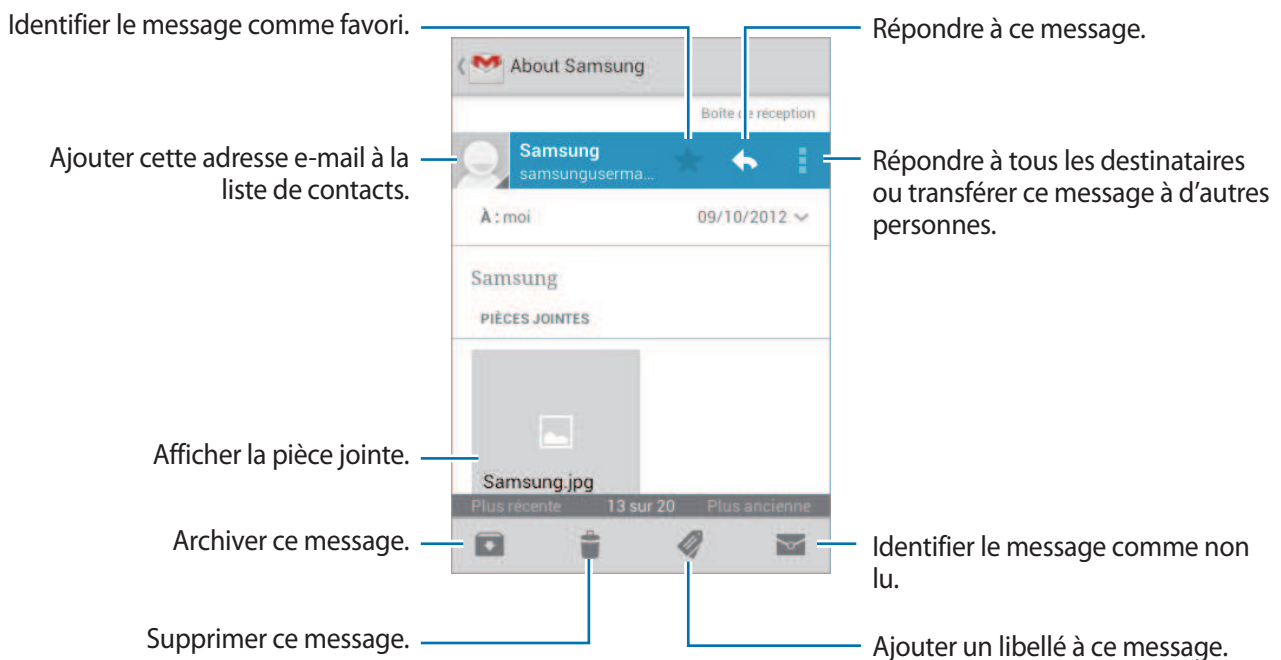 Identifier le message comme favori.
Répondre à ce message.
About Samsung
Boîte de réception
Ajouter cette adresse e-mail à la
liste de contacts.
Samsung
samsunguserma...
Répondre à tous les destinataires
ou transférer ce message à d'autres
personnes.
À : moi
09/10/2012
Samsung
PIÈCES JOINTES
Afficher la pièce jointe.
Samsung.jpg
Plus récente 13 sur 20 Plus ancienne
Archiver ce message.
Identifier le message comme non
lu.
Supprimer ce message.
Ajouter un libellé à ce message.